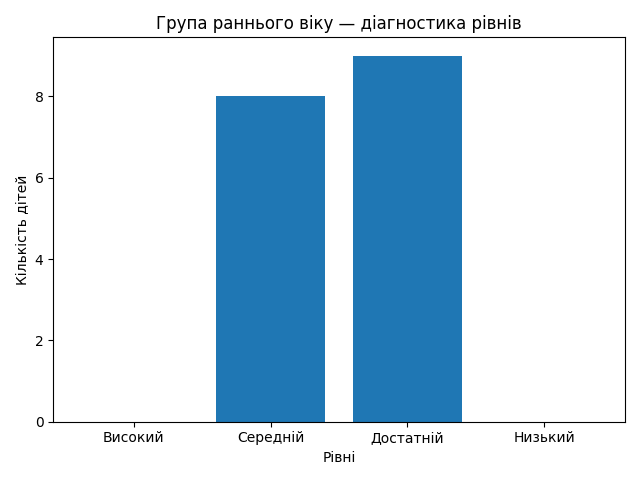 Група раннього віку — діагностика рівнів
Кількість дітей
8
6
4
2
0
Високий Середній Достатній Низький
Рівні